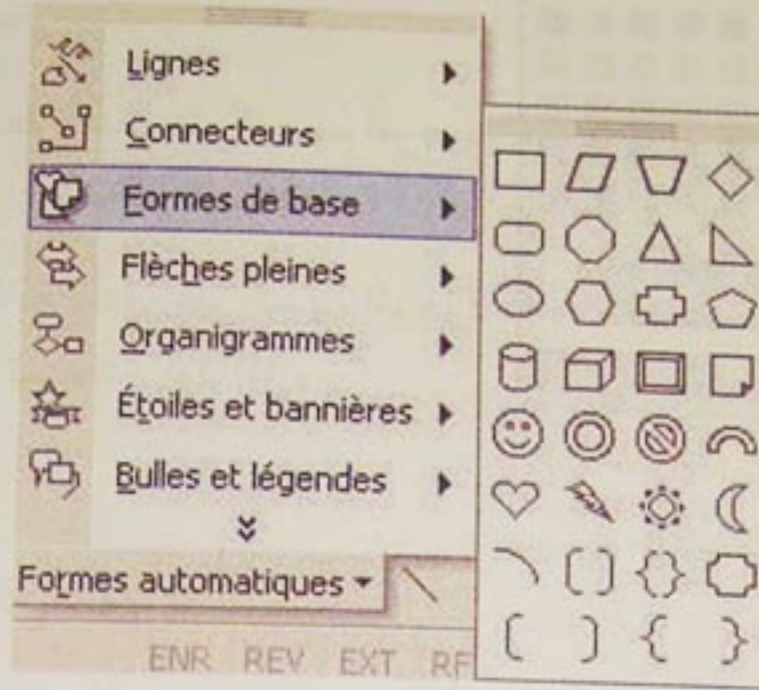 Lignes
Connecteurs
Formes de base
Flèches pleines
Organigrammes
Étoiles et bannières
Bulles et légendes
Formes automatiques
ENR REV EXT RF